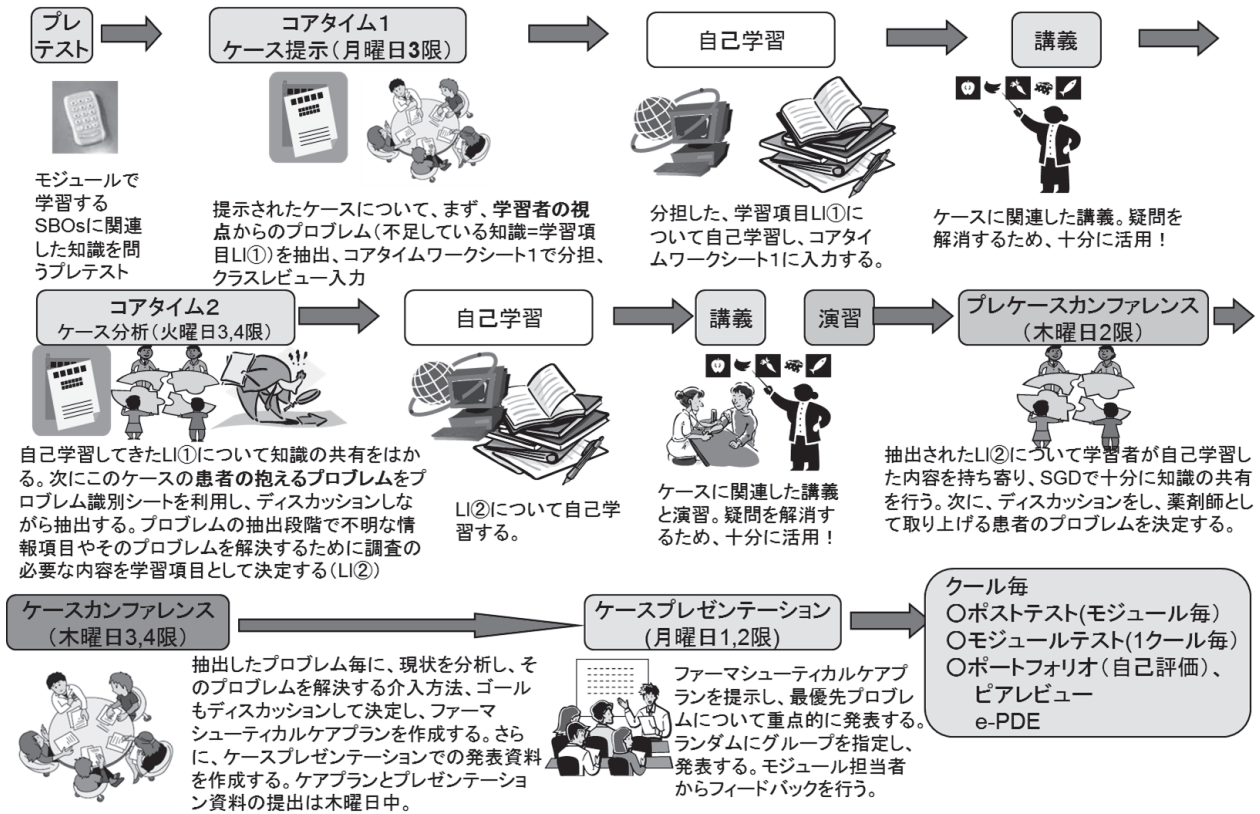 プレ
テスト
コアタイム1
ケース提示(月曜日3限)
自己学習
講義
モジュールで
学習する
SBOsに関連
した知識を問
うプレテスト
提示されたケースについて、まず、学習者の視
点からのプロブレム(不足している知識=学習項
目LI①)を抽出、コアタイムワークシート1で分担、
クラスレビュー入力
分担した、学習項目LI①に
ついて自己学習し、コアタイ
ムワークシート1に入力する。
ケースに関連した講義。疑問を
解消するため、十分に活用！
コアタイム2
ケース分析(火曜日3,4限)
自己学習
講義
演習
プレケースカンファレンス
(木曜日2限)
自己学習してきたLI①について知識の共有をはか
る。次にこのケースの患者の抱えるプロブレムをプ
ロブレム識別シートを利用し、ディスカッションしな
がら抽出する。プロブレムの抽出段階で不明な情
報項目やそのプロブレムを解決するために調査の
必要な内容を学習項目として決定する(LI②)
LI②について自己学
習する。
ケースに関連した講義
と演習。疑問を解消す
るため、十分に活用！
抽出されたLI②について学習者が自己学習し
た内容を持ち寄り、SGDで十分に知識の共有
を行う。次に、ディスカッションをし、薬剤師とし
て取り上げる患者のプロブレムを決定する。
ケースカンファレンス
(木曜日3,4限)
抽出したプロブレム毎に、現状を分析し、そ
のプロブレムを解決する介入方法、ゴール
もディスカッションして決定し、ファーマ
シューティカルケアプランを作成する。さら
に、ケースプレゼンテーションでの発表資料
を作成する。ケアプランとプレゼンテーショ
ン資料の提出は木曜日中。
ケースプレゼンテーション
(月曜日1,2限)
ファーマシューティカルケアプ
ランを提示し、最優先プロブレ
ムについて重点的に発表する。
ランダムにグループを指定し、
発表する。モジュール担当者
からフィードバックを行う。
クール毎
○ポストテスト(モジュール毎)
○モジュールテスト(1クール毎)
○ポートフォリオ(自己評価)、
ピアレビュー
e-PDE